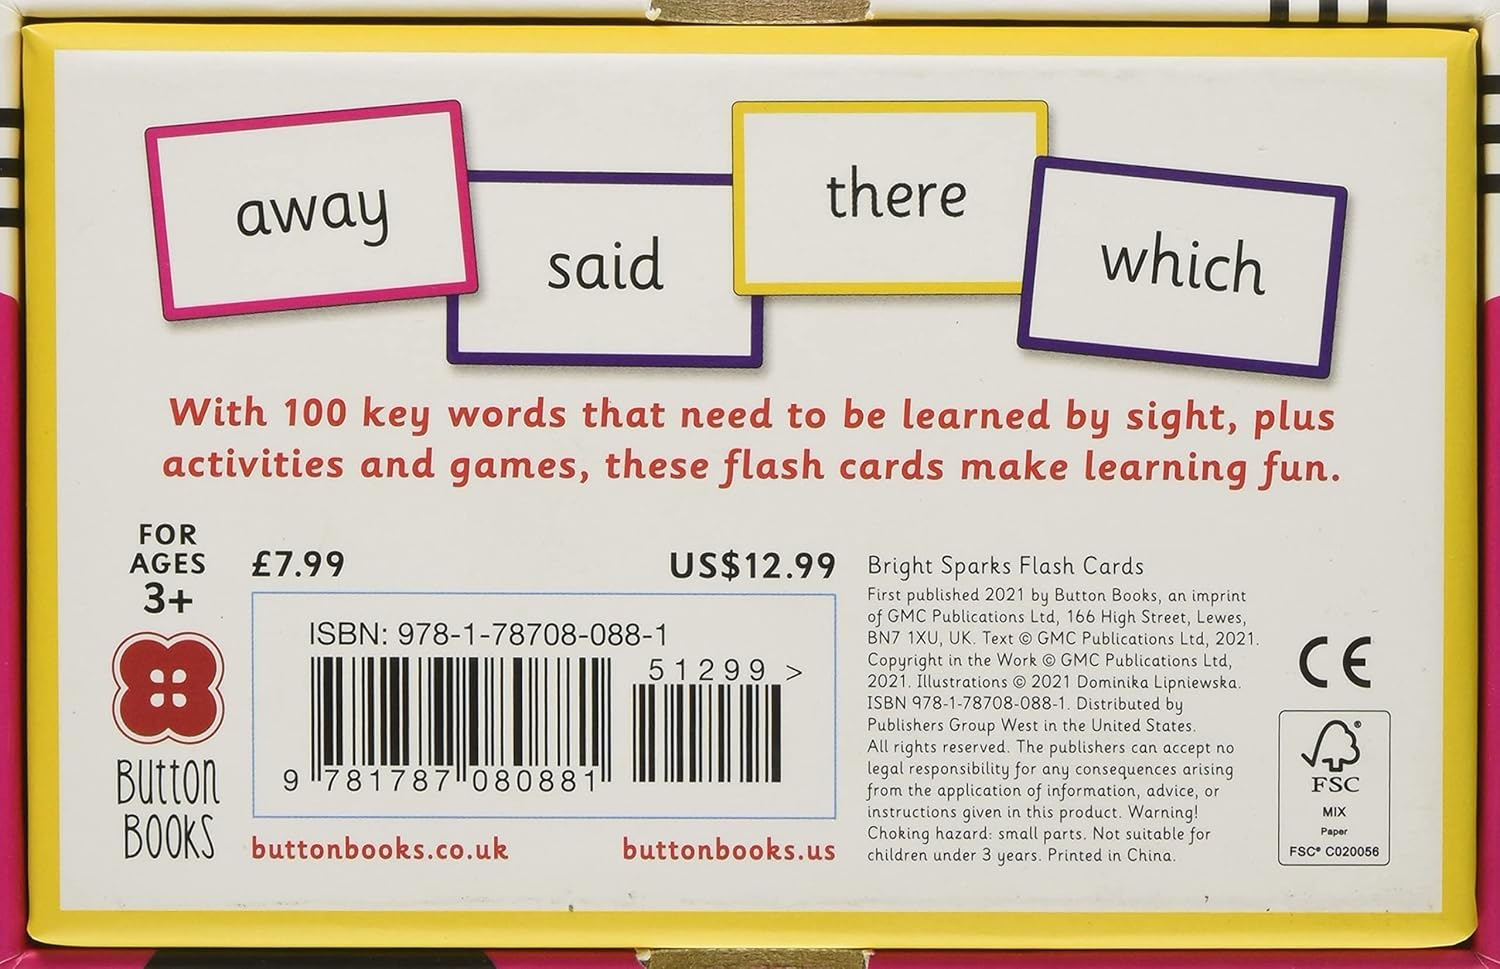 away
said
there
which
With 100 key words that need to be learned by sight, plus
activities and games, these flash cards make learning fun.
FOR
AGES
3+
BUTTON
BOOKS
£7.99
US$12.99
ISBN: 978-1-78708-088-1
51299 >
9 781787 080881
buttonbooks.co.uk
buttonbooks.us
Bright Sparks Flash Cards
First published 2021 by Button Books, an imprint
of GMC Publications Ltd, 166 High Street, Lewes,
BN7 1XU, UK. Text © GMC Publications Ltd, 2021.
Copyright in the Work © GMC Publications Ltd,
2021. Illustrations © 2021 Dominika Lipniewska.
ISBN 978-1-78708-088-1. Distributed by
Publishers Group West in the United States.
All rights reserved. The publishers can accept no
legal responsibility for any consequences arising
from the application of information, advice, or
instructions given in this product. Warning!
Choking hazard: small parts. Not suitable for
children under 3 years. Printed in China.
CE
®
FSC
MIX
Paper
FSC® C020056